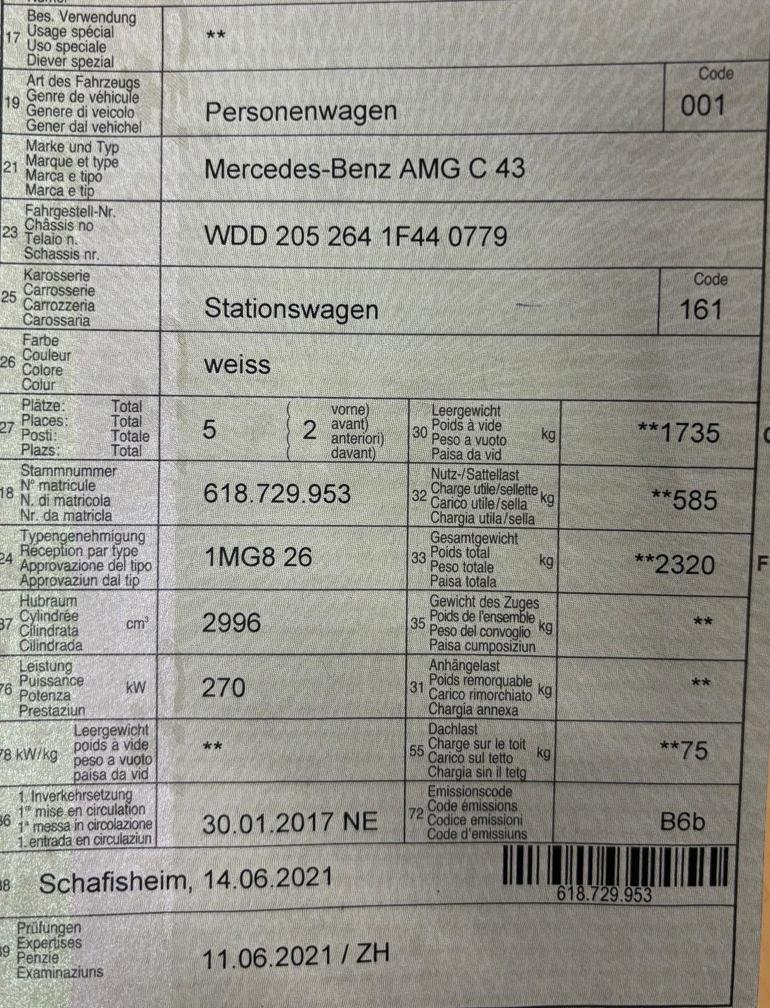 17 Bes. Verwendung
Usage spécial
Uso speciale
Diever spezial
**
19 Art des Fahrzeugs
Genre de véhicule
Genere di veicolo
Gener dal vehichel
Personenwagen
Code
001
21 Marke und Typ
Marque et type
Marca e tipo
Marca e tip
Mercedes-Benz AMG C 43
23 Fahrgestell-Nr.
Châssis no
Telaio n.
Schassis nr.
WDD 205 264 1F44 0779
25 Karosserie
Carrosserie
Carrozzeria
Carossaria
Stationswagen
Code
161
26 Farbe
Couleur
Colore
Colur
weiss
27 Plätze: Total
Places: Total
Posti: Totale
Plazs: Total
5
2
vorne)
avant)
anteriori)
davant)
30 Leergewicht
Poids à vide
Peso a vuoto
Paisa da vid
kg
**1735
18 Stammnummer
N° matricule
N. di matricola
Nr. da matricla
618.729.953
32 Nutz-/Sattellast
Charge utile/sellette
Carico utile/sella
Chargia utila/sella
kg
**585
24 Typengenehmigung
Réception par type
Approvazione del tipo
Approvaziun dal tip
1MG8 26
33 Gesamtgewicht
Poids total
Peso totale
Paisa totala
kg
**2320
F
37 Hubraum
Cylindrée
Cilindrata
Cilindrada
cm³
2996
35 Gewicht des Zuges
Poids de l'ensemble
Peso del convoglio
Paisa cumposiziun
kg
**
76 Leistung
Puissance
Potenza
Prestaziun
kW
270
31 Anhängelast
Poids remorquable
Carico rimorchiato
Chargia annexa
kg
**
78 kW/kg
Leergewicht
poids à vide
peso a vuoto
paisa da vid
**
55 Dachlast
Charge sur le toit
Carico sul tetto
Chargia sin il tetg
kg
**75
36 1. Inverkehrsetzung
1re mise en circulation
1a messa in circolazione
1. entrada en circulaziun
30.01.2017 NE
72 Emissionscode
Code émissions
Codice emissioni
Code d'emissiuns
B6b
38 Schafisheim, 14.06.2021
618.729.953
39 Prüfungen
Expertises
Perizie
Examinaziuns
11.06.2021 / ZH